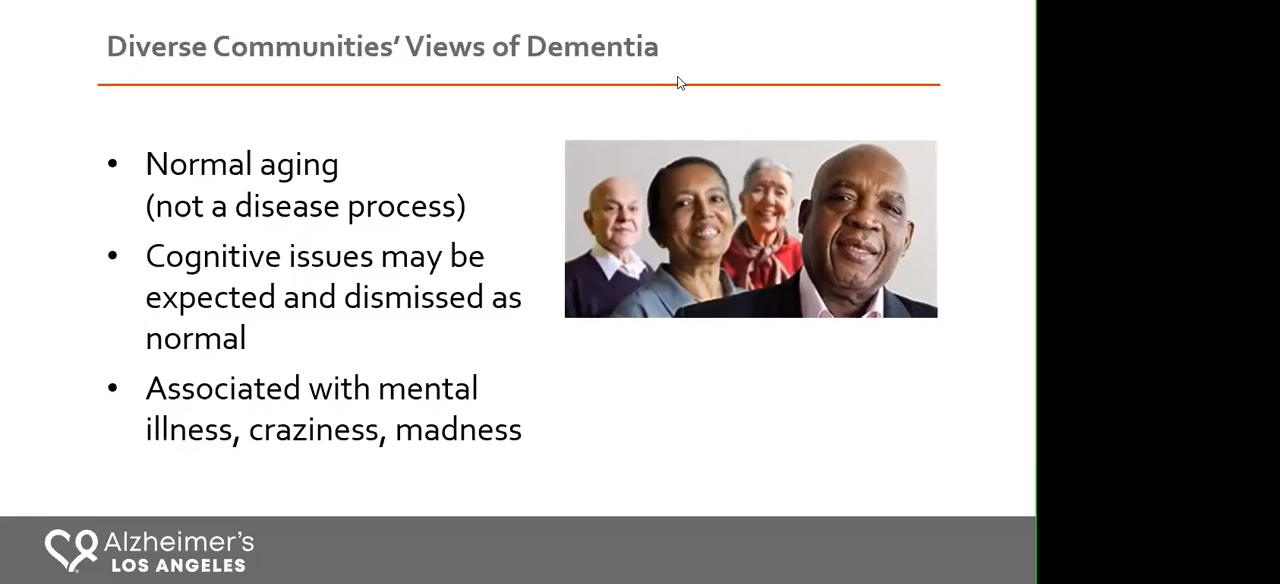 Diverse Communities’ Views of Dementia
• Normal aging
(not a disease process)
• Cognitive issues may be
expected and dismissed as
normal
• Associated with mental
illness, craziness, madness
Alzheimer's
LOS ANGELES